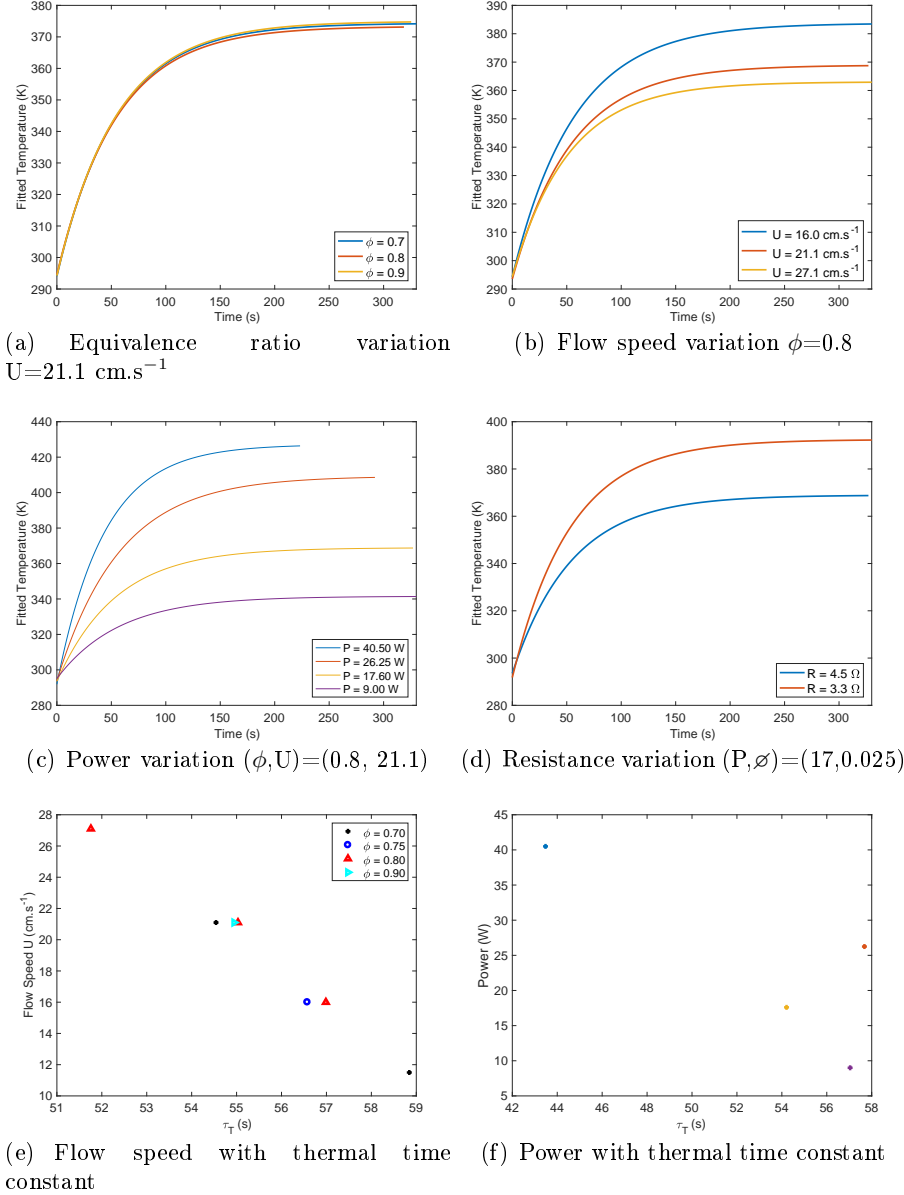 390
380
370
360
350
340
330
320
310
300
290
Fitted Temperature (K)
0 50 100 150 200 250 300
Time (s)
ϕ = 0.7
ϕ = 0.8
ϕ = 0.9
(a) Equivalence ratio variation
U=21.1 cm.s⁻¹
380
370
360
350
340
330
320
310
300
290
Fitted Temperature (K)
0 50 100 150 200 250 300
Time (s)
U = 16.0 cm.s⁻¹
U = 21.1 cm.s⁻¹
U = 27.1 cm.s⁻¹
(b) Flow speed variation ϕ=0.8
440
420
400
380
360
340
320
300
280
Fitted Temperature (K)
0 50 100 150 200 250 300
Time (s)
P = 40.50 W
P = 26.25 W
P = 17.60 W
P = 9.00 W
(c) Power variation (ϕ,U)=(0.8, 21.1)
400
380
360
340
320
300
280
Fitted Temperature (K)
0 50 100 150 200 250 300
Time (s)
R = 4.5 Ω
R = 3.3 Ω
(d) Resistance variation (P,⌀)=(17,0.025)
28
26
24
22
20
18
16
14
12
10
Flow Speed U (cm.s⁻¹)
51 52 53 54 55 56 57 58 59
τ_T (s)
ϕ = 0.70
ϕ = 0.75
ϕ = 0.80
ϕ = 0.90
(e) Flow speed with thermal time
constant
45
40
35
30
25
20
15
10
5
Power (W)
42 44 46 48 50 52 54 56 58
τ_T (s)
(f) Power with thermal time constant